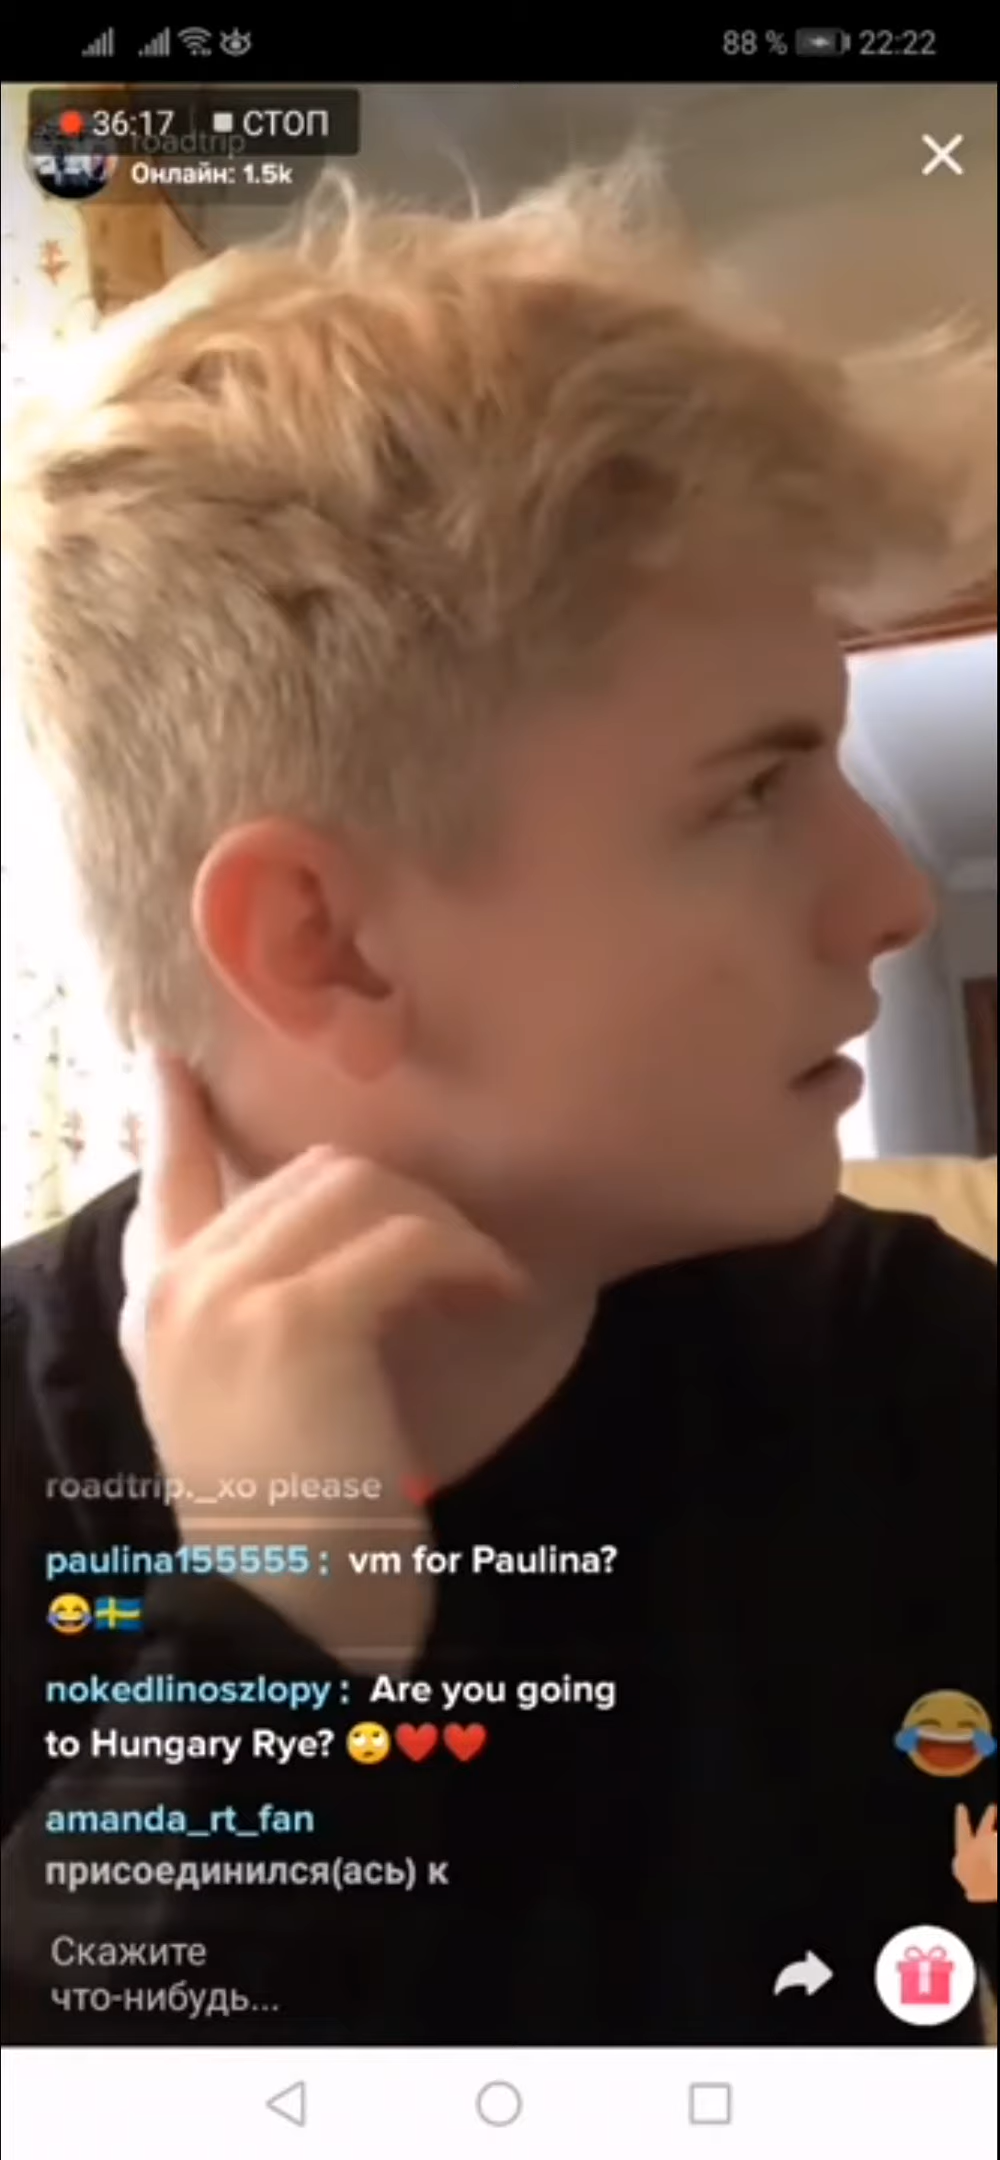 88 % 22:22
36:17 СТОП
roadtrip
Онлайн: 1.5k
roadtrip._xo please
paulina155555 : vm for Paulina?
😂🇸🇪
nokedlinoszlopy : Are you going
to Hungary Rye? 🙄❤️❤️
amanda_rt_fan
присоединился(ась) к
Скажите
что-нибудь...